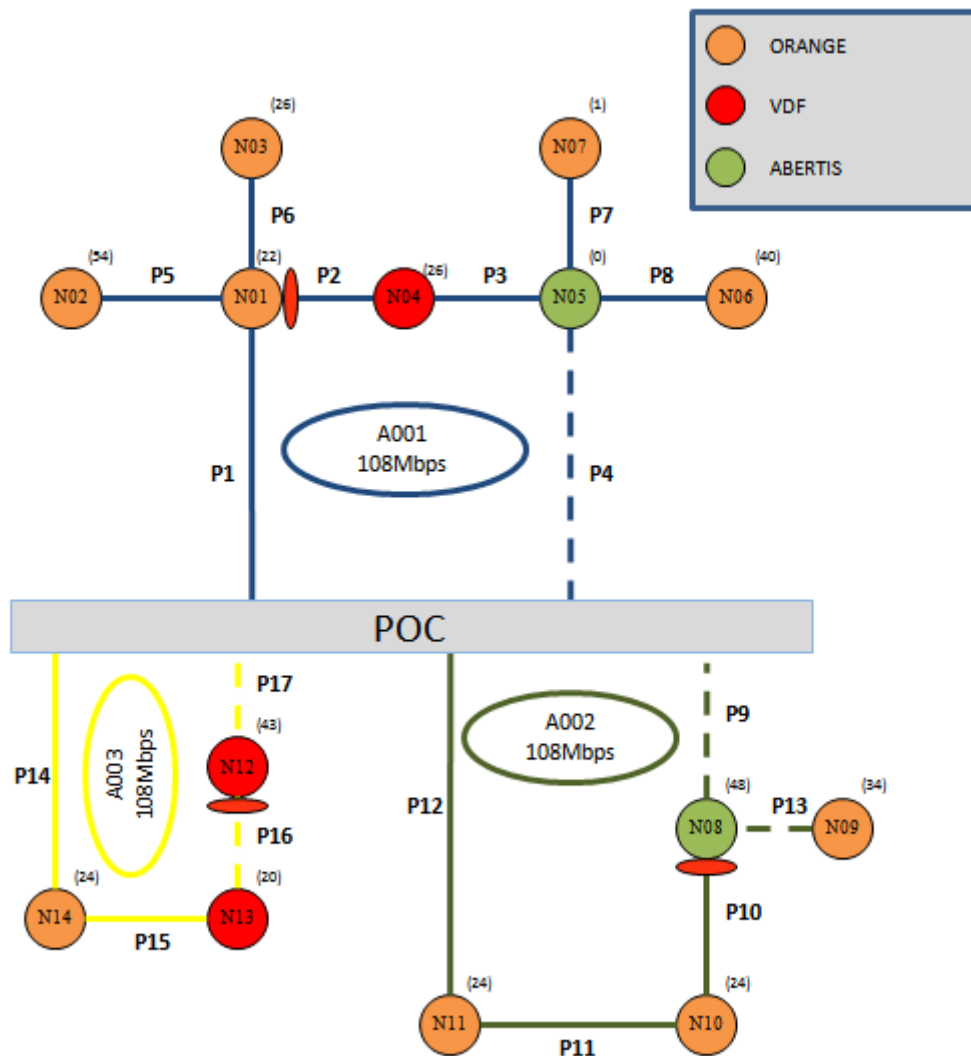 ORANGE
VDF
ABERTIS
(26)
(1)
N03
N07
P6
P7
(54)
(22)
(26)
(0)
(40)
P5
P2
P3
P8
N02
N01
N04
N05
N06
A001
108Mbps
P1
P4
POC
P17
A002
108Mbps
P9
(43)
A003
108Mbps
P14
N12
P12
(48)
P13
(34)
P16
N08
N09
(24)
(20)
N14
N13
P10
P15
(24)
(24)
N11
N10
P11